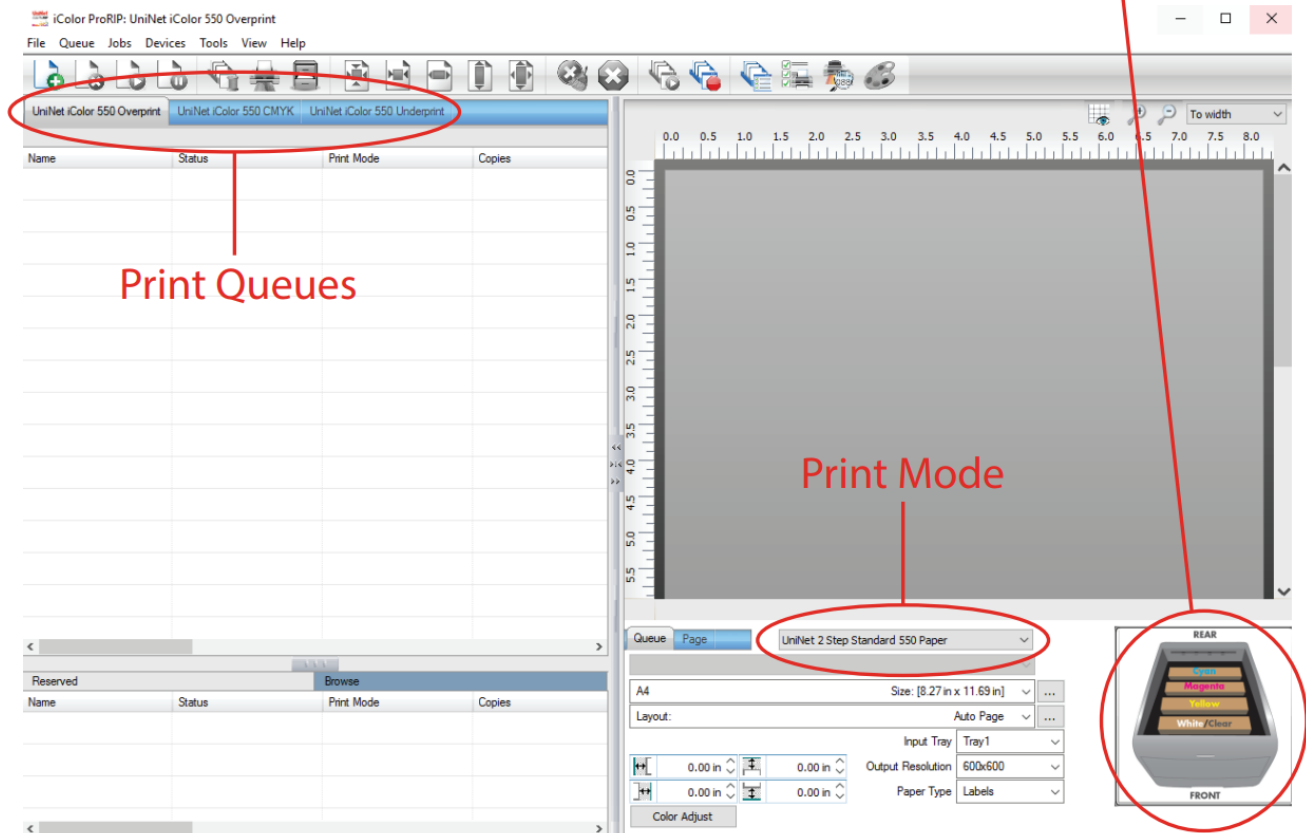 iColor ProRIP: UniNet iColor 550 Overprint
File Queue Jobs Devices Tools View Help
UniNet iColor 550 Overprint UniNet iColor 550 CMYK UniNet iColor 550 Underprint
To width
0.0 0.5 1.0 1.5 2.0 2.5 3.0 3.5 4.0 4.5 5.0 5.5 6.0 6.5 7.0 7.5 8.0
Name Status Print Mode Copies
0.0
0.5
1.0
1.5
2.0
2.5
3.0
3.5
4.0
4.5
5.0
5.5
Print Queues
Print Mode
Queue Page UniNet 2 Step Standard 550 Paper
Reserved Browse
Name Status Print Mode Copies
A4 Size: [8.27 in x 11.69 in] ...
Layout: Auto Page ...
Input Tray Tray1
0.00 in 0.00 in Output Resolution 600x600
0.00 in 0.00 in Paper Type Labels
Color Adjust
REAR
Cyan
Magenta
Yellow
White/Clear
FRONT